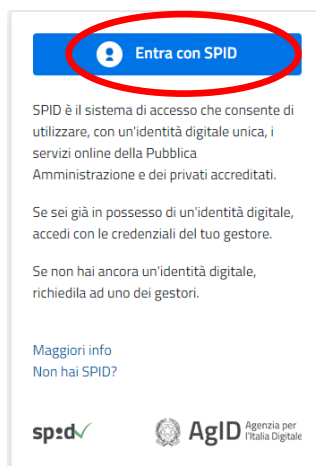 Entra con SPID
SPID è il sistema di accesso che consente di
utilizzare, con un'identità digitale unica, i
servizi online della Pubblica
Amministrazione e dei privati accreditati.
Se sei già in possesso di un'identità digitale,
accedi con le credenziali del tuo gestore.
Se non hai ancora un'identità digitale,
richiedila ad uno dei gestori.
Maggiori info
Non hai SPID?
spid
AgID Agenzia per
l'Italia Digitale